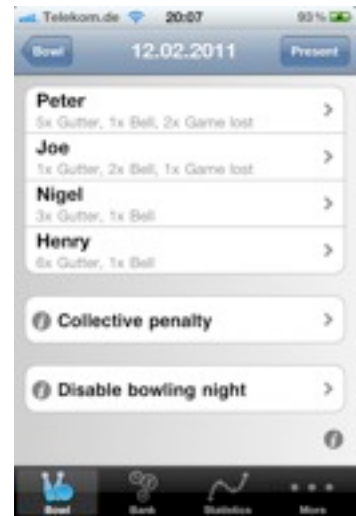 Telekom.de 20:07 93 %
Bowl 12.02.2011 Present
Peter
5x Gutter, 1x Bell, 2x Game lost
Joe
1x Gutter, 2x Bell, 1x Game lost
Nigel
3x Gutter, 1x Bell
Henry
6x Gutter, 1x Bell
Collective penalty
Disable bowling night
Bowl Bank Statistics More